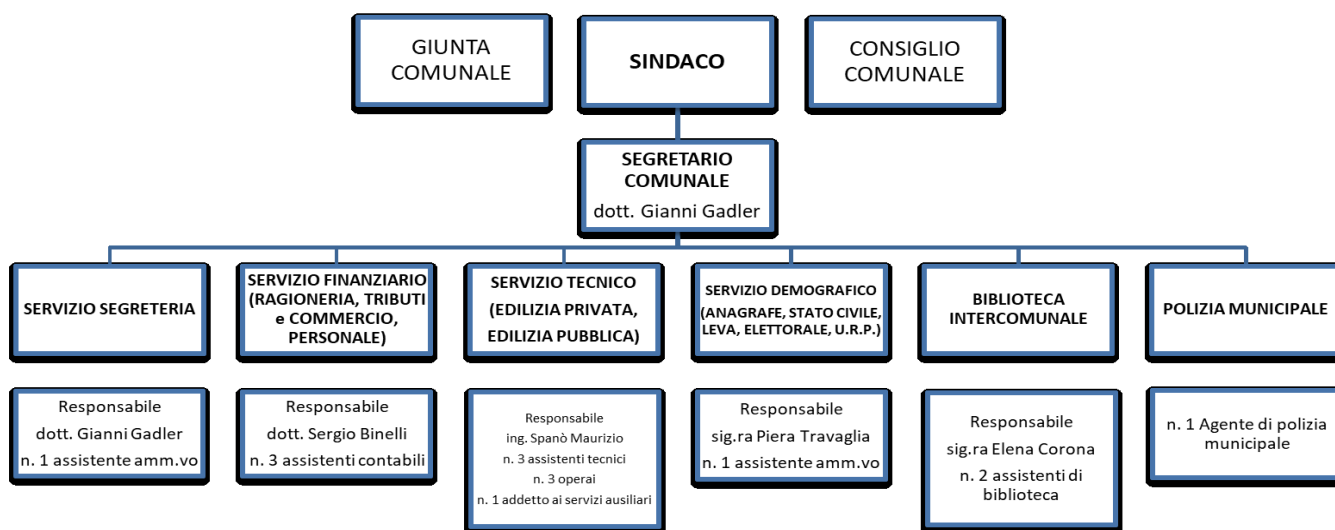 GIUNTA
COMUNALE
SINDACO
CONSIGLIO
COMUNALE
SEGRETARIO
COMUNALE
dott. Gianni Gadler
SERVIZIO SEGRETERIA
SERVIZIO FINANZIARIO
(RAGIONERIA, TRIBUTI
e COMMERCIO,
PERSONALE)
SERVIZIO TECNICO
(EDILIZIA PRIVATA,
EDILIZIA PUBBLICA)
SERVIZIO DEMOGRAFICO
(ANAGRAFE, STATO CIVILE,
LEVA, ELETTORALE, U.R.P.)
BIBLIOTECA
INTERCOMUNALE
POLIZIA MUNICIPALE
Responsabile
dott. Gianni Gadler
n. 1 assistente amm.vo
Responsabile
dott. Sergio Binelli
n. 3 assistenti contabili
Responsabile
ing. Spanò Maurizio
n. 3 assistenti tecnici
n. 3 operai
n. 1 addetto ai servizi ausiliari
Responsabile
sig.ra Piera Travaglia
n. 1 assistente amm.vo
Responsabile
sig.ra Elena Corona
n. 2 assistenti di
biblioteca
n. 1 Agente di polizia
municipale